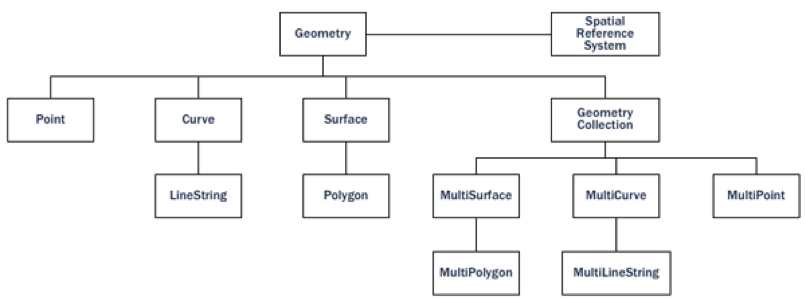 Geometry
Spatial
Reference
System
Point
Curve
Surface
Geometry
Collection
LineString
Polygon
MultiSurface
MultiCurve
MultiPoint
MultiPolygon
MultiLineString